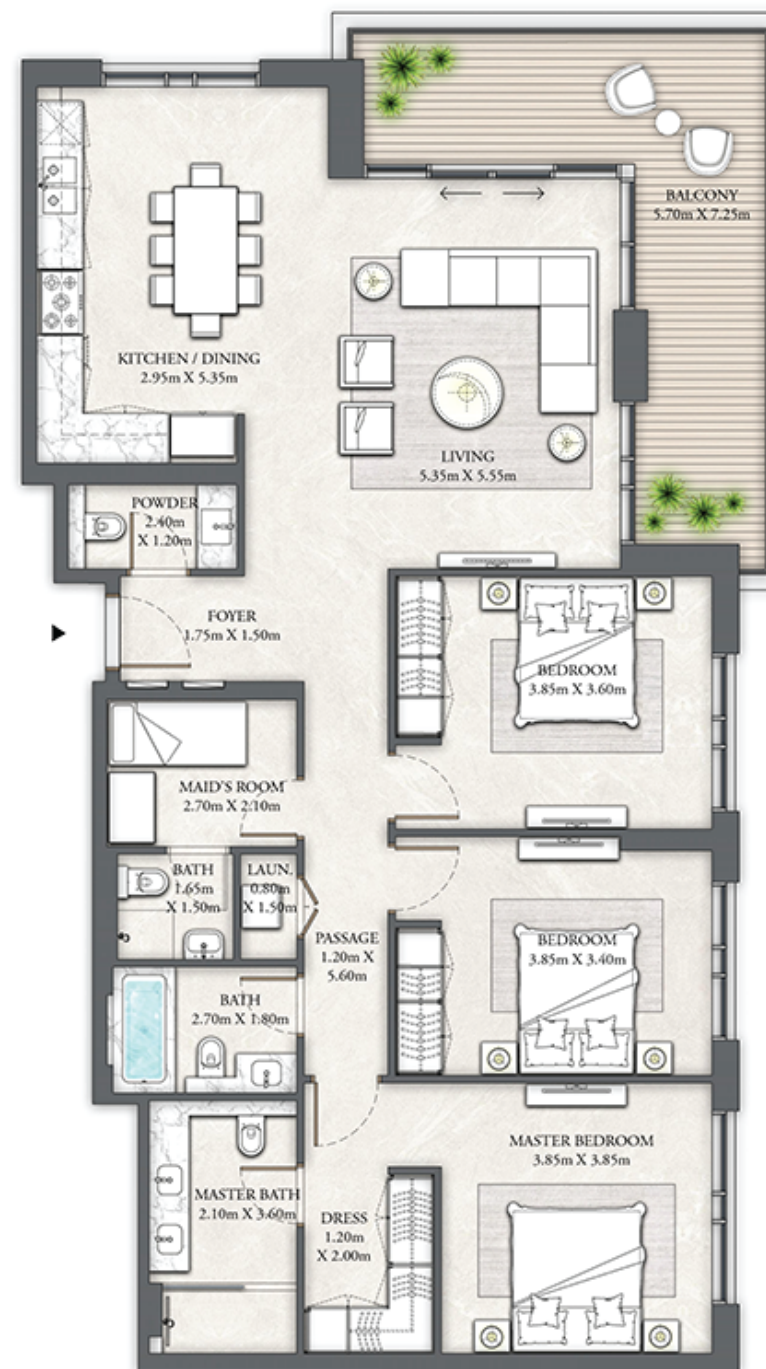 BALCONY
5.70m X 7.25m
KITCHEN / DINING
2.95m X 5.35m
LIVING
5.35m X 5.55m
POWDER
2.40m
X 1.20m
FOYER
1.75m X 1.50m
BEDROOM
3.85m X 3.60m
MAID'S ROOM
2.70m X 2.10m
BATH
1.65m
X 1.50m
LAUN.
0.80m
X 1.50m
PASSAGE
1.20m X
5.60m
BEDROOM
3.85m X 3.40m
BATH
2.70m X 1.80m
MASTER BEDROOM
3.85m X 3.85m
MASTER BATH
2.10m X 3.60m
DRESS
1.20m
X 2.00m